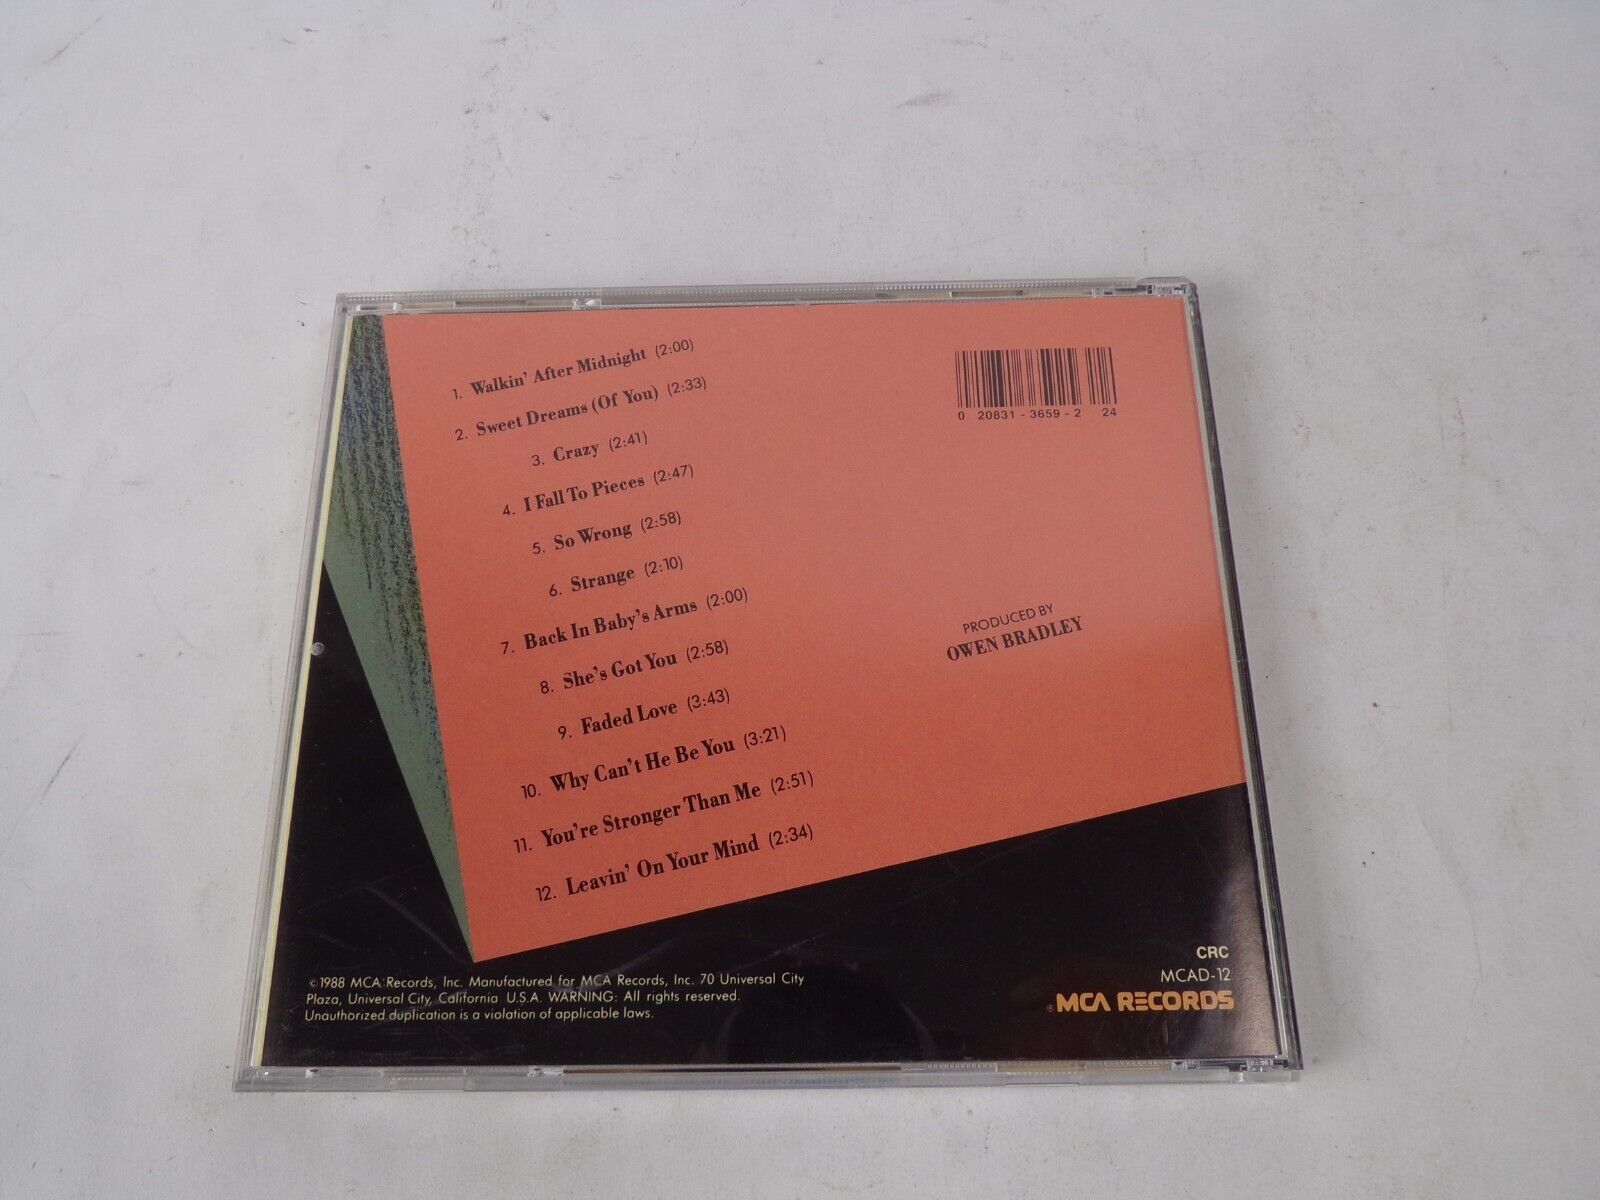 1. Walkin' After Midnight (2:00)
2. Sweet Dreams (Of You) (2:33)
3. Crazy (2:41)
4. I Fall To Pieces (2:47)
5. So Wrong (2:58)
6. Strange (2:10)
7. Back In Baby's Arms (2:00)
8. She's Got You (2:58)
9. Faded Love (3:43)
10. Why Can't He Be You (3:21)
11. You're Stronger Than Me (2:51)
12. Leavin' On Your Mind (2:34)
0 20831 - 3659 - 2 24
PRODUCED BY
OWEN BRADLEY
©1988 MCA Records, Inc. Manufactured for MCA Records, Inc. 70 Universal City
Plaza, Universal City, California U.S.A. WARNING: All rights reserved.
Unauthorized duplication is a violation of applicable laws.
CRC
MCAD-12
® MCA RECORDS